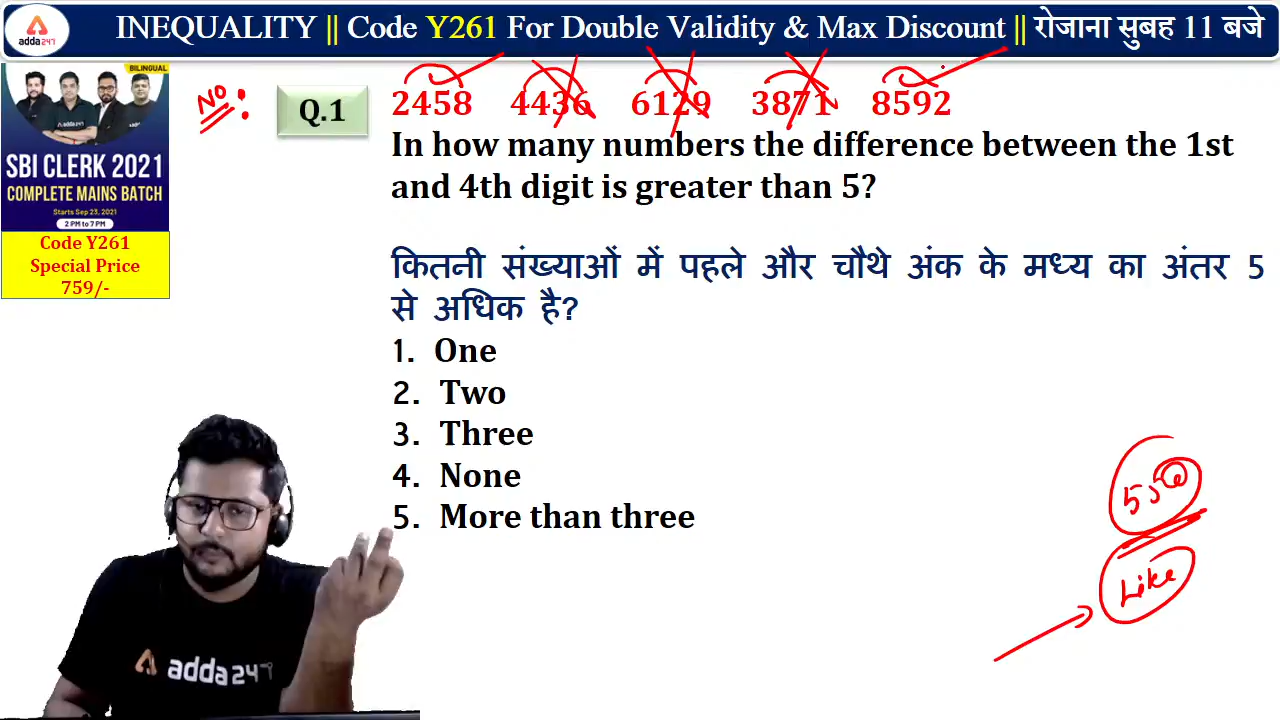 INEQUALITY || Code Y261 For Double Validity & Max Discount || रोजाना सुबह 11 बजे
adda247
BILINGUAL
SBI CLERK 2021
COMPLETE MAINS BATCH
Starts Sep 23, 2021
2 PM to 7 PM
Code Y261
Special Price
759/-
NO:
Q.1
2458 4436 6129 3871 8592
In how many numbers the difference between the 1st
and 4th digit is greater than 5?
कितनी संख्याओं में पहले और चौथे अंक के मध्य का अंतर 5
से अधिक है?
1. One
2. Two
3. Three
4. None
5. More than three
Like
adda247